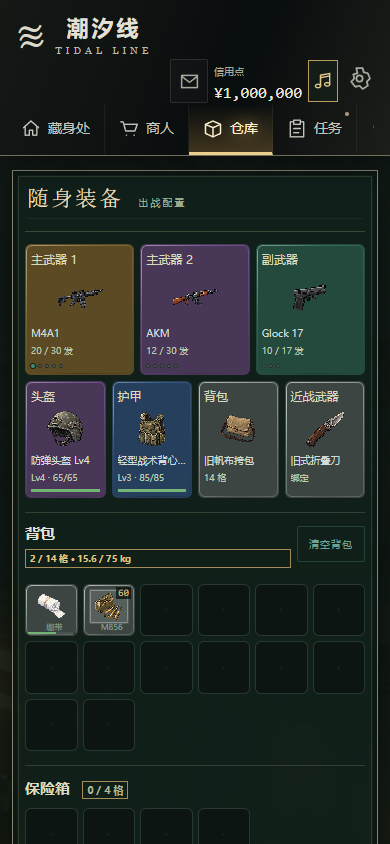 潮汐线
TIDAL LINE
信用点
¥1,000,000
藏身处
商人
仓库
任务
随身装备 出战配置
主武器 1
M4A1
20 / 30 发
主武器 2
AKM
12 / 30 发
副武器
Glock 17
10 / 17 发
头盔
防弹头盔 Lv4
Lv4 · 65/65
护甲
轻型战术背心...
Lv3 · 85/85
背包
旧帆布挎包
14 格
近战武器
旧式折叠刀
绑定
背包
2 / 14 格 • 15.6 / 75 kg
清空背包
绷带
60
M856
保险箱 0 / 4 格